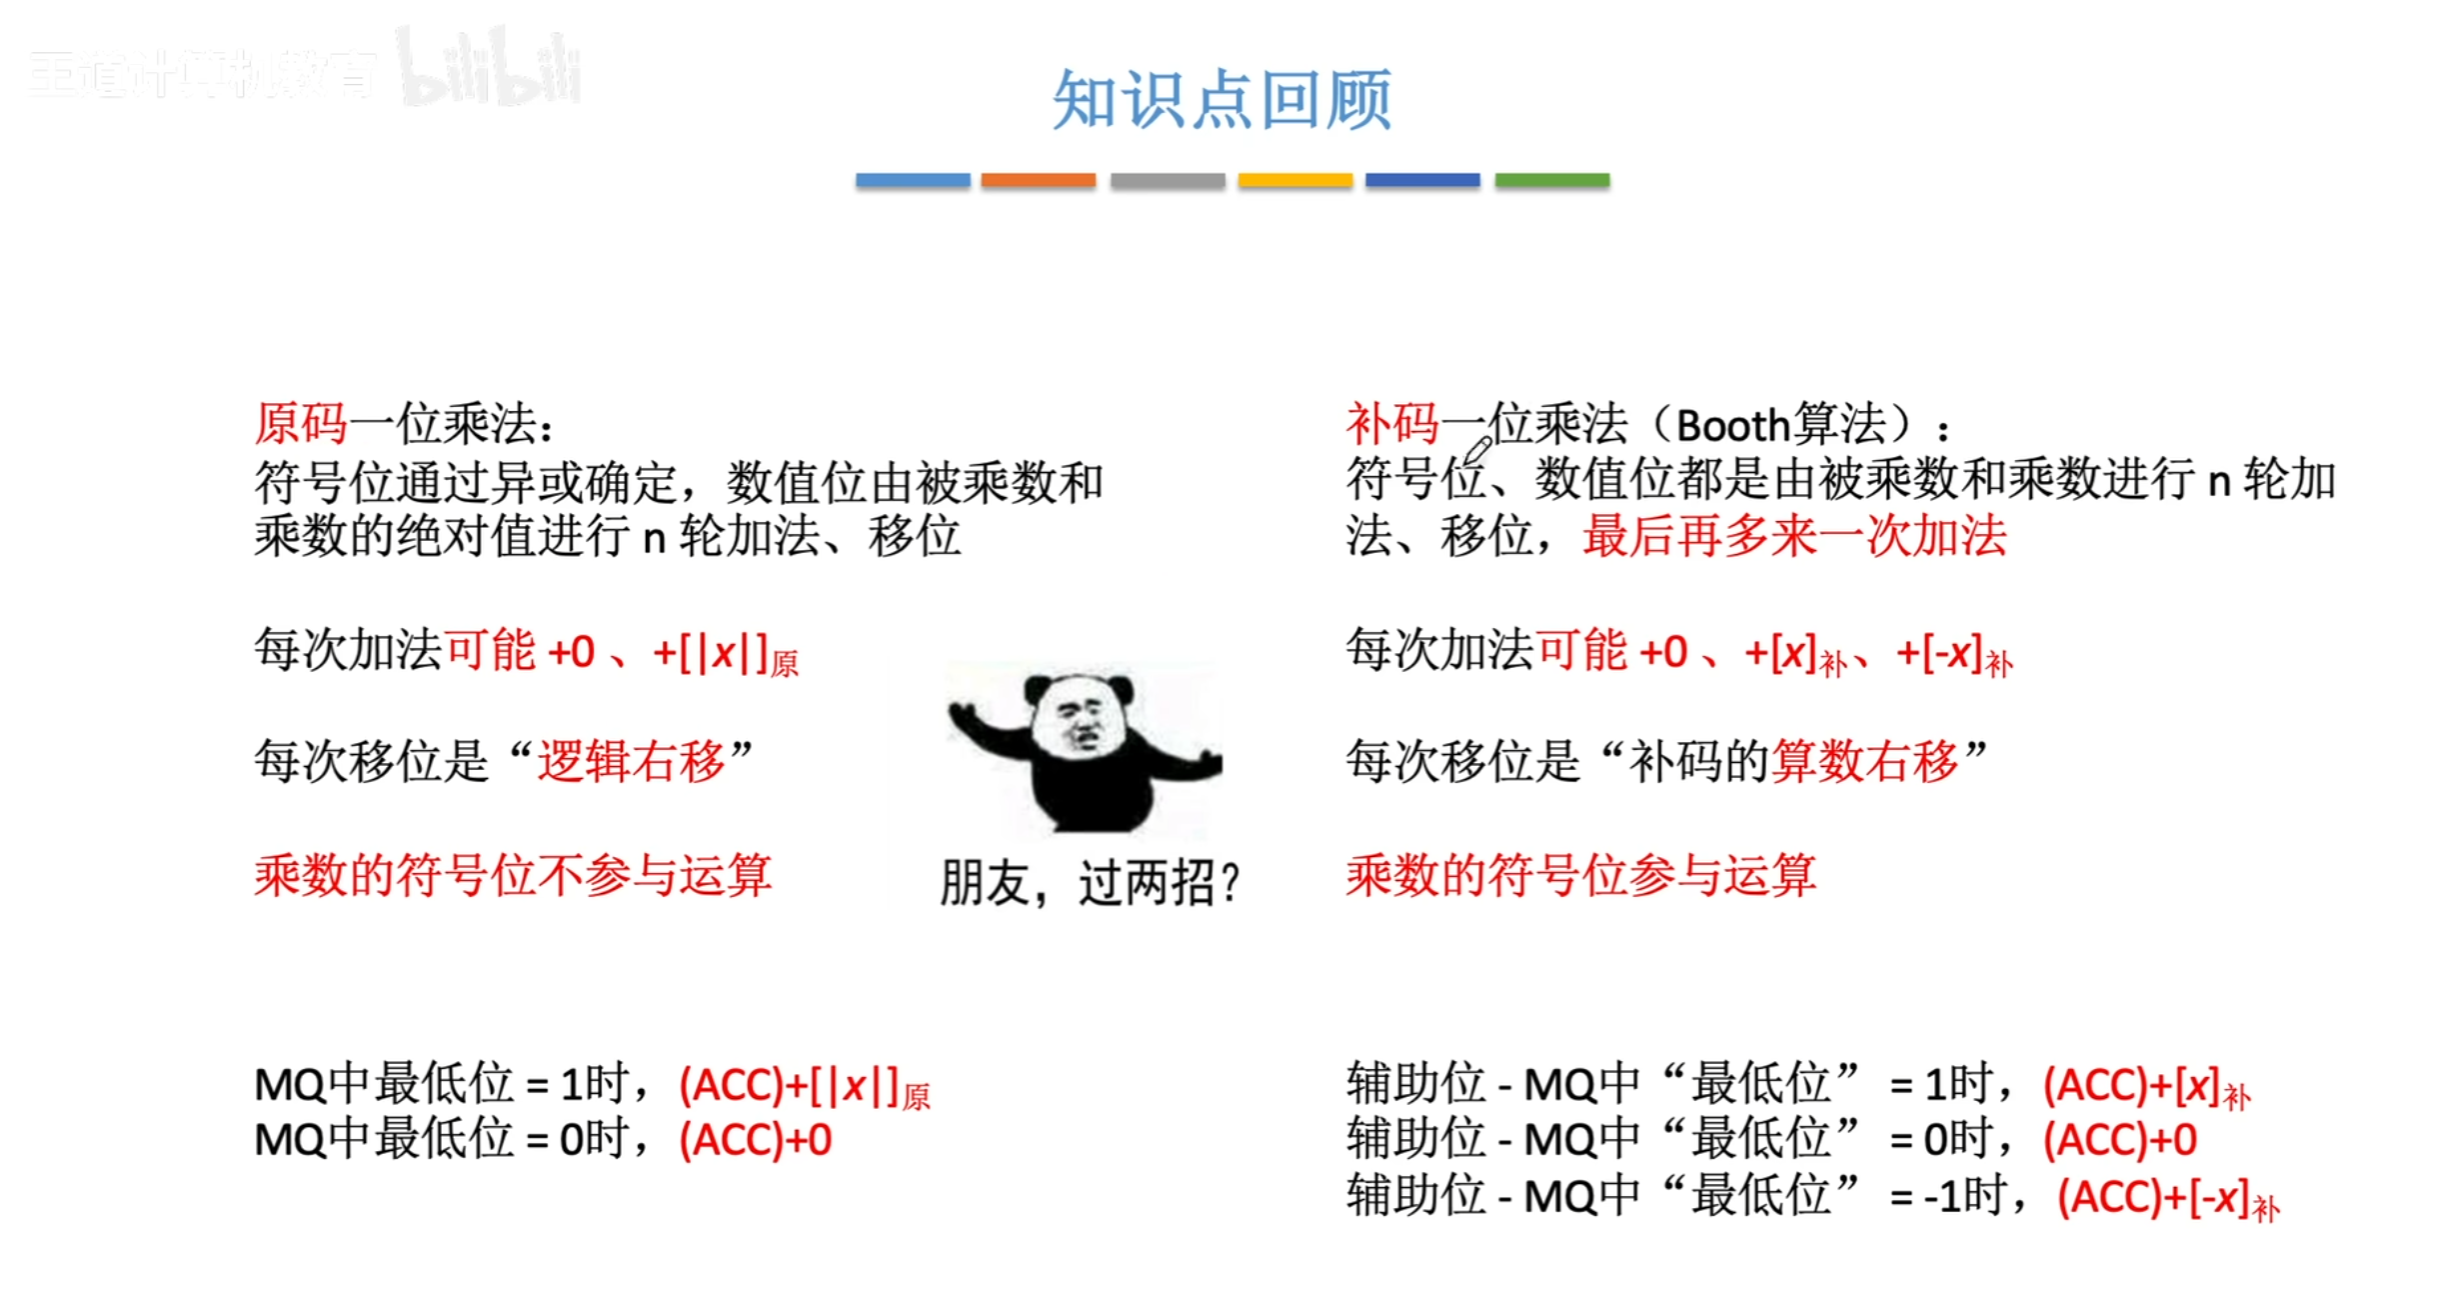 王道计算机教育 bilibili
知识点回顾
原码一位乘法：
符号位通过异或确定，数值位由被乘数和
乘数的绝对值进行 n 轮加法、移位
每次加法可能 +0 、+[|x|]原
每次移位是“逻辑右移”
乘数的符号位不参与运算
MQ中最低位 = 1时，(ACC)+[|x|]原
MQ中最低位 = 0时，(ACC)+0
朋友，过两招?
补码一位乘法（Booth算法）：
符号位、数值位都是由被乘数和乘数进行 n 轮加
法、移位，最后再多来一次加法
每次加法可能 +0 、+[x]补、+[-x]补
每次移位是“补码的算数右移”
乘数的符号位参与运算
辅助位 - MQ中“最低位” = 1时，(ACC)+[x]补
辅助位 - MQ中“最低位” = 0时，(ACC)+0
辅助位 - MQ中“最低位” = -1时，(ACC)+[-x]补